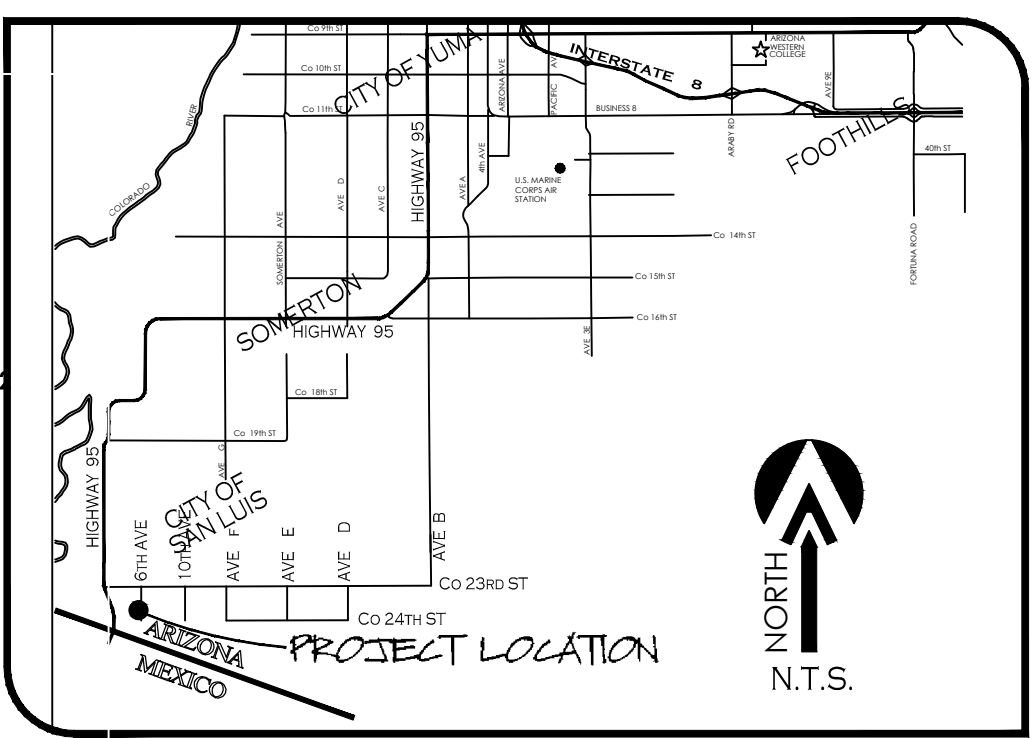 Co 9th ST
CITY OF YUMA
INTERSTATE 8
ARIZONA
WESTERN
COLLEGE
Co 10th ST
ARIZONA AVE
PACIFIC AV
AVE 9E
Co 11th ST
BUSINESS 8
FOOTHILLS
RIVER
COLORADO
HIGHWAY 95
4th AVE
ARABY RD
40th ST
AVE D
AVE C
AVE A
U.S. MARINE
CORPS AIR
STATION
SOMERTON AVE
Co 14th ST
FORTUNA ROAD
Co 15th ST
SOMERTON
HIGHWAY 95
Co 16th ST
AVE 3E
Co 18th ST
Co 19th ST
AVE G
HIGHWAY 95
CITY OF
SAN LUIS
6TH AVE
10TH AVE
AVE F
AVE E
AVE D
AVE B
CO 23RD ST
CO 24TH ST
ARIZONA
MEXICO
PROJECT LOCATION
NORTH
N.T.S.